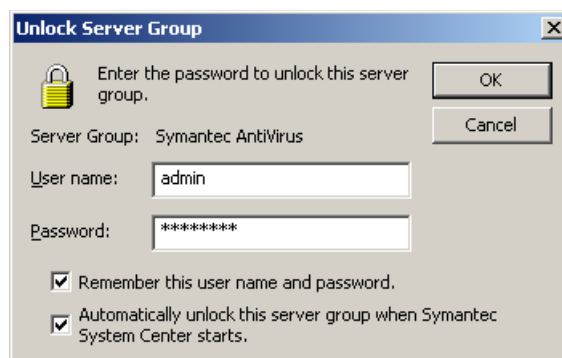 Unlock Server Group
Enter the password to unlock this server
group.
OK
Cancel
Server Group: Symantec AntiVirus
User name: admin
Password: ********
Remember this user name and password.
Automatically unlock this server group when Symantec
System Center starts.